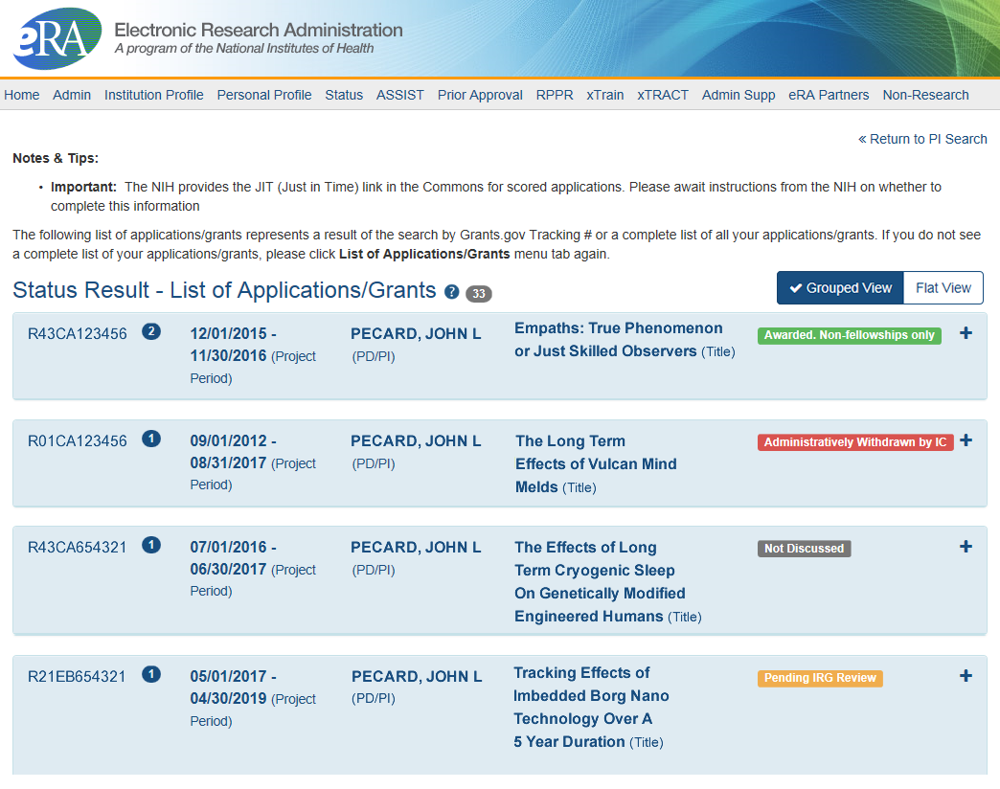 eRA
Electronic Research Administration
A program of the National Institutes of Health
Home Admin Institution Profile Personal Profile Status ASSIST Prior Approval RPPR xTrain xTRACT Admin Supp eRA Partners Non-Research
« Return to PI Search
Notes & Tips:
• Important: The NIH provides the JIT (Just in Time) link in the Commons for scored applications. Please await instructions from the NIH on whether to
complete this information
The following list of applications/grants represents a result of the search by Grants.gov Tracking # or a complete list of all your applications/grants. If you do not see
a complete list of your applications/grants, please click List of Applications/Grants menu tab again.
Status Result - List of Applications/Grants ? 33
✔ Grouped View Flat View
R43CA123456 2
12/01/2015 -
11/30/2016 (Project
Period)
PECARD, JOHN L
(PD/PI)
Empaths: True Phenomenon
or Just Skilled Observers (Title)
Awarded. Non-fellowships only +
R01CA123456 1
09/01/2012 -
08/31/2017 (Project
Period)
PECARD, JOHN L
(PD/PI)
The Long Term
Effects of Vulcan Mind
Melds (Title)
Administratively Withdrawn by IC +
R43CA654321 1
07/01/2016 -
06/30/2017 (Project
Period)
PECARD, JOHN L
(PD/PI)
The Effects of Long
Term Cryogenic Sleep
On Genetically Modified
Engineered Humans (Title)
Not Discussed +
R21EB654321 1
05/01/2017 -
04/30/2019 (Project
Period)
PECARD, JOHN L
(PD/PI)
Tracking Effects of
Imbedded Borg Nano
Technology Over A
5 Year Duration (Title)
Pending IRG Review +